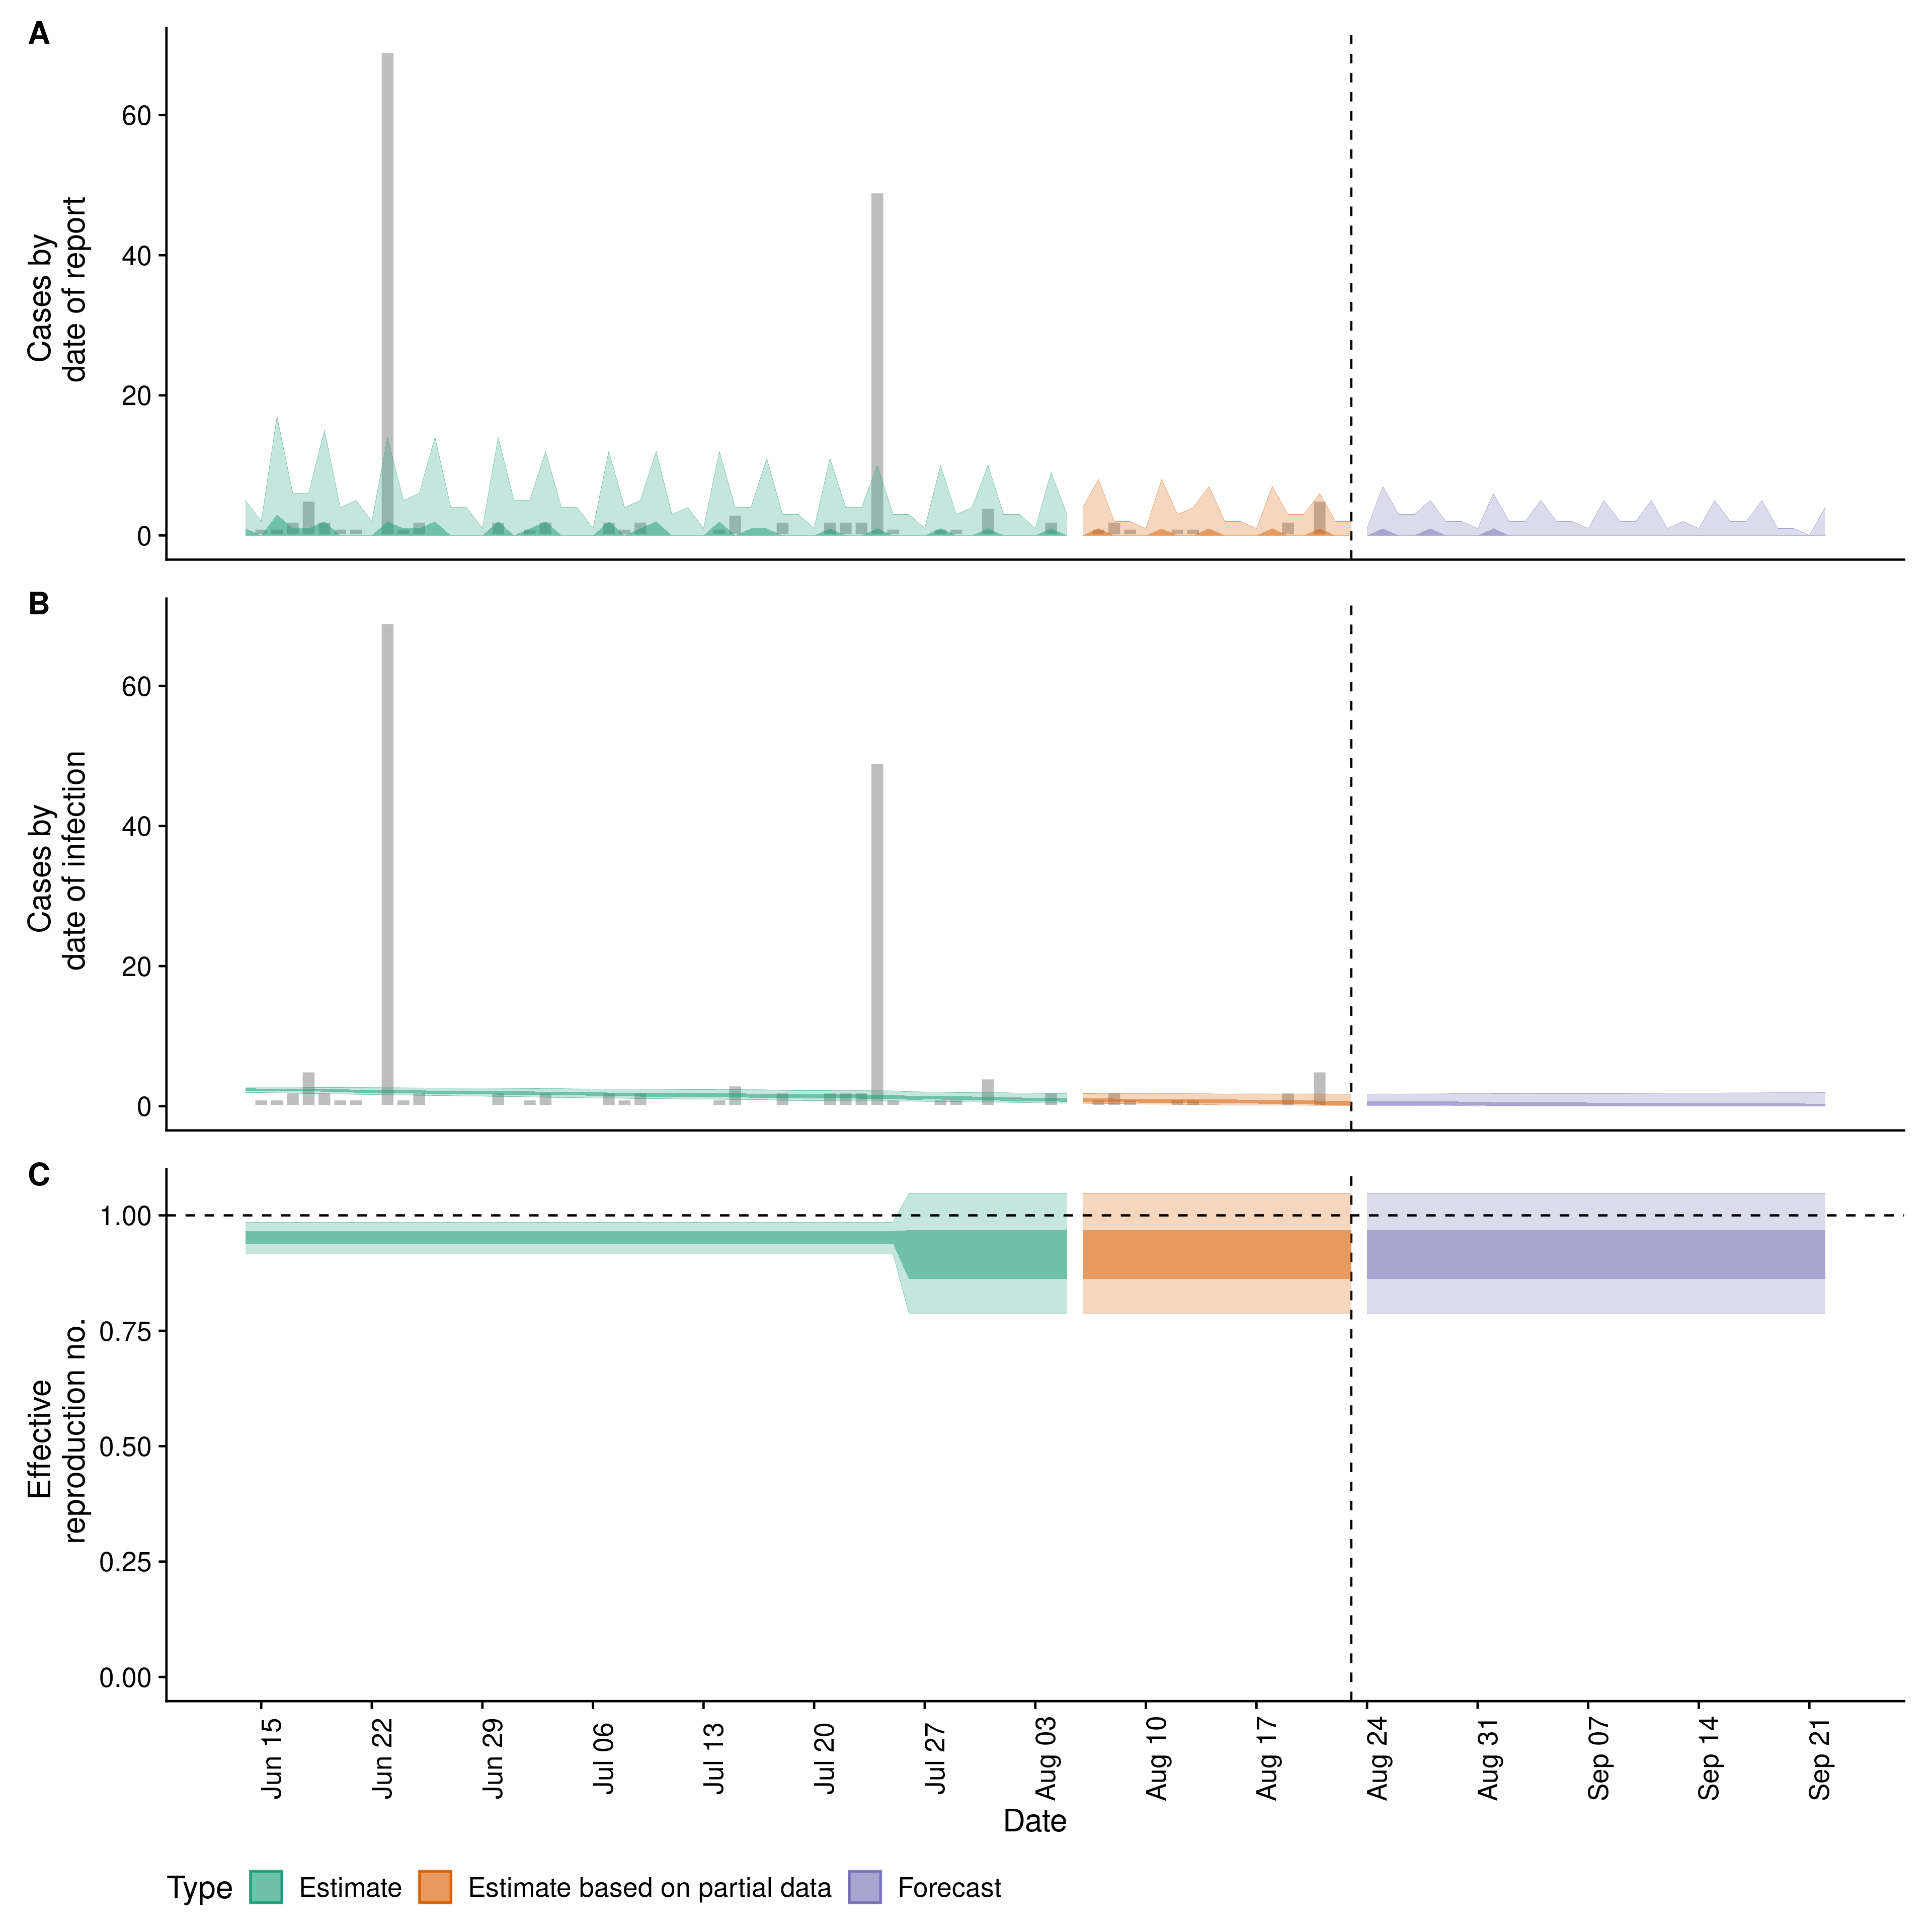 A
Cases by
date of report
60
40
20
0
B
Cases by
date of infection
60
40
20
0
C
Effective
reproduction no.
1.00
0.75
0.50
0.25
0.00
Jun 15
Jun 22
Jun 29
Jul 06
Jul 13
Jul 20
Jul 27
Aug 03
Aug 10
Aug 17
Aug 24
Aug 31
Sep 07
Sep 14
Sep 21
Date
Type Estimate Estimate based on partial data Forecast